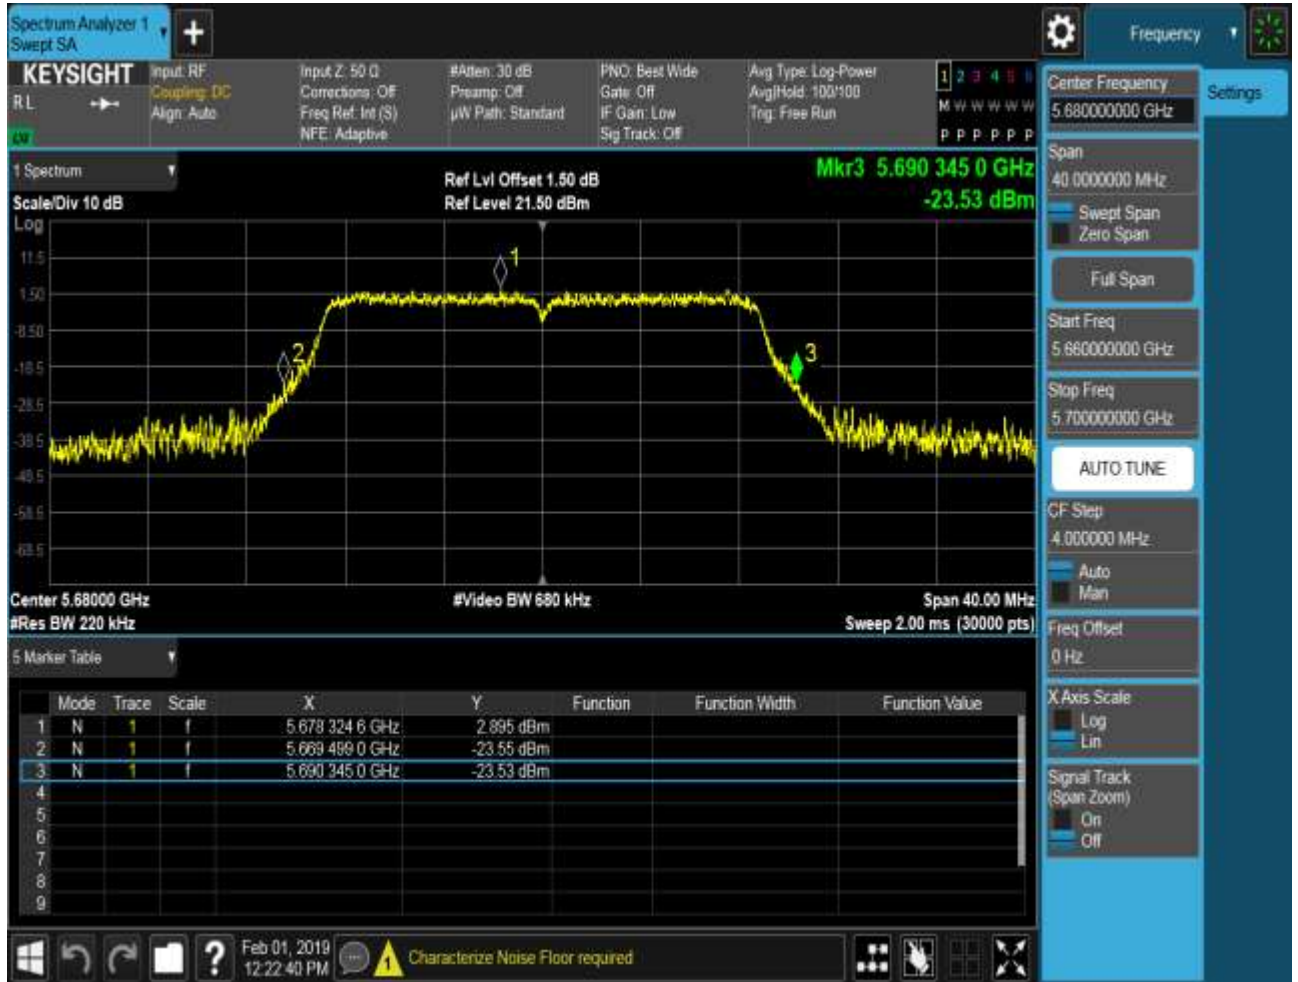 Spectrum Analyzer 1
Swept SA
+
Frequency
KEYSIGHT
RL
Input: RF
Coupling: DC
Align: Auto
Input Z: 50 Ω
Corrections: Off
Freq Ref: Int (S)
NFE: Adaptive
#Atten: 30 dB
Preamp: Off
µW Path: Standard
PNO: Best Wide
Gate: Off
IF Gain: Low
Sig Track: Off
Avg Type: Log-Power
Avg|Hold: 100/100
Trig: Free Run
1 2 3 4 5 6
M W W W W W
P P P P P P
1 Spectrum
Scale/Div 10 dB
Ref Lvl Offset 1.50 dB
Ref Level 21.50 dBm
Mkr3 5.690 345 0 GHz
-23.53 dBm
Log
11.5
1.50
-8.50
-18.5
-28.5
-38.5
-48.5
-58.5
-68.5
1
2
3
Center 5.68000 GHz
#Res BW 220 kHz
#Video BW 680 kHz
Span 40.00 MHz
Sweep 2.00 ms (30000 pts)
5 Marker Table
Mode Trace Scale X Y Function Function Width Function Value
1 N 1 f 5.678 324 6 GHz 2.895 dBm
2 N 1 f 5.669 499 0 GHz -23.55 dBm
3 N 1 f 5.690 345 0 GHz -23.53 dBm
4
5
6
7
8
9
Center Frequency
5.680000000 GHz
Settings
Span
40.0000000 MHz
Swept Span
Zero Span
Full Span
Start Freq
5.660000000 GHz
Stop Freq
5.700000000 GHz
AUTO TUNE
CF Step
4.000000 MHz
Auto
Man
Freq Offset
0 Hz
X Axis Scale
Log
Lin
Signal Track
(Span Zoom)
On
Off
?
Feb 01, 2019
12:22:40 PM
1
Characterize Noise Floor required